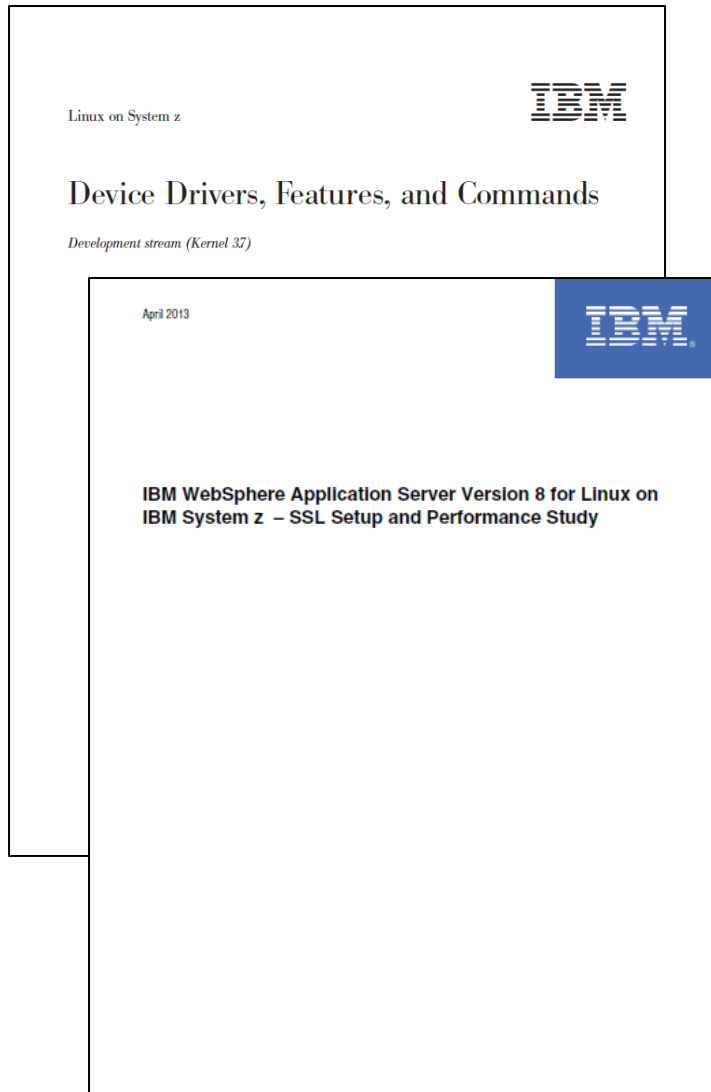 Linux on System z
IBM
Device Drivers, Features, and Commands
Development stream (Kernel 37)
April 2013
IBM®
IBM WebSphere Application Server Version 8 for Linux on
IBM System z – SSL Setup and Performance Study